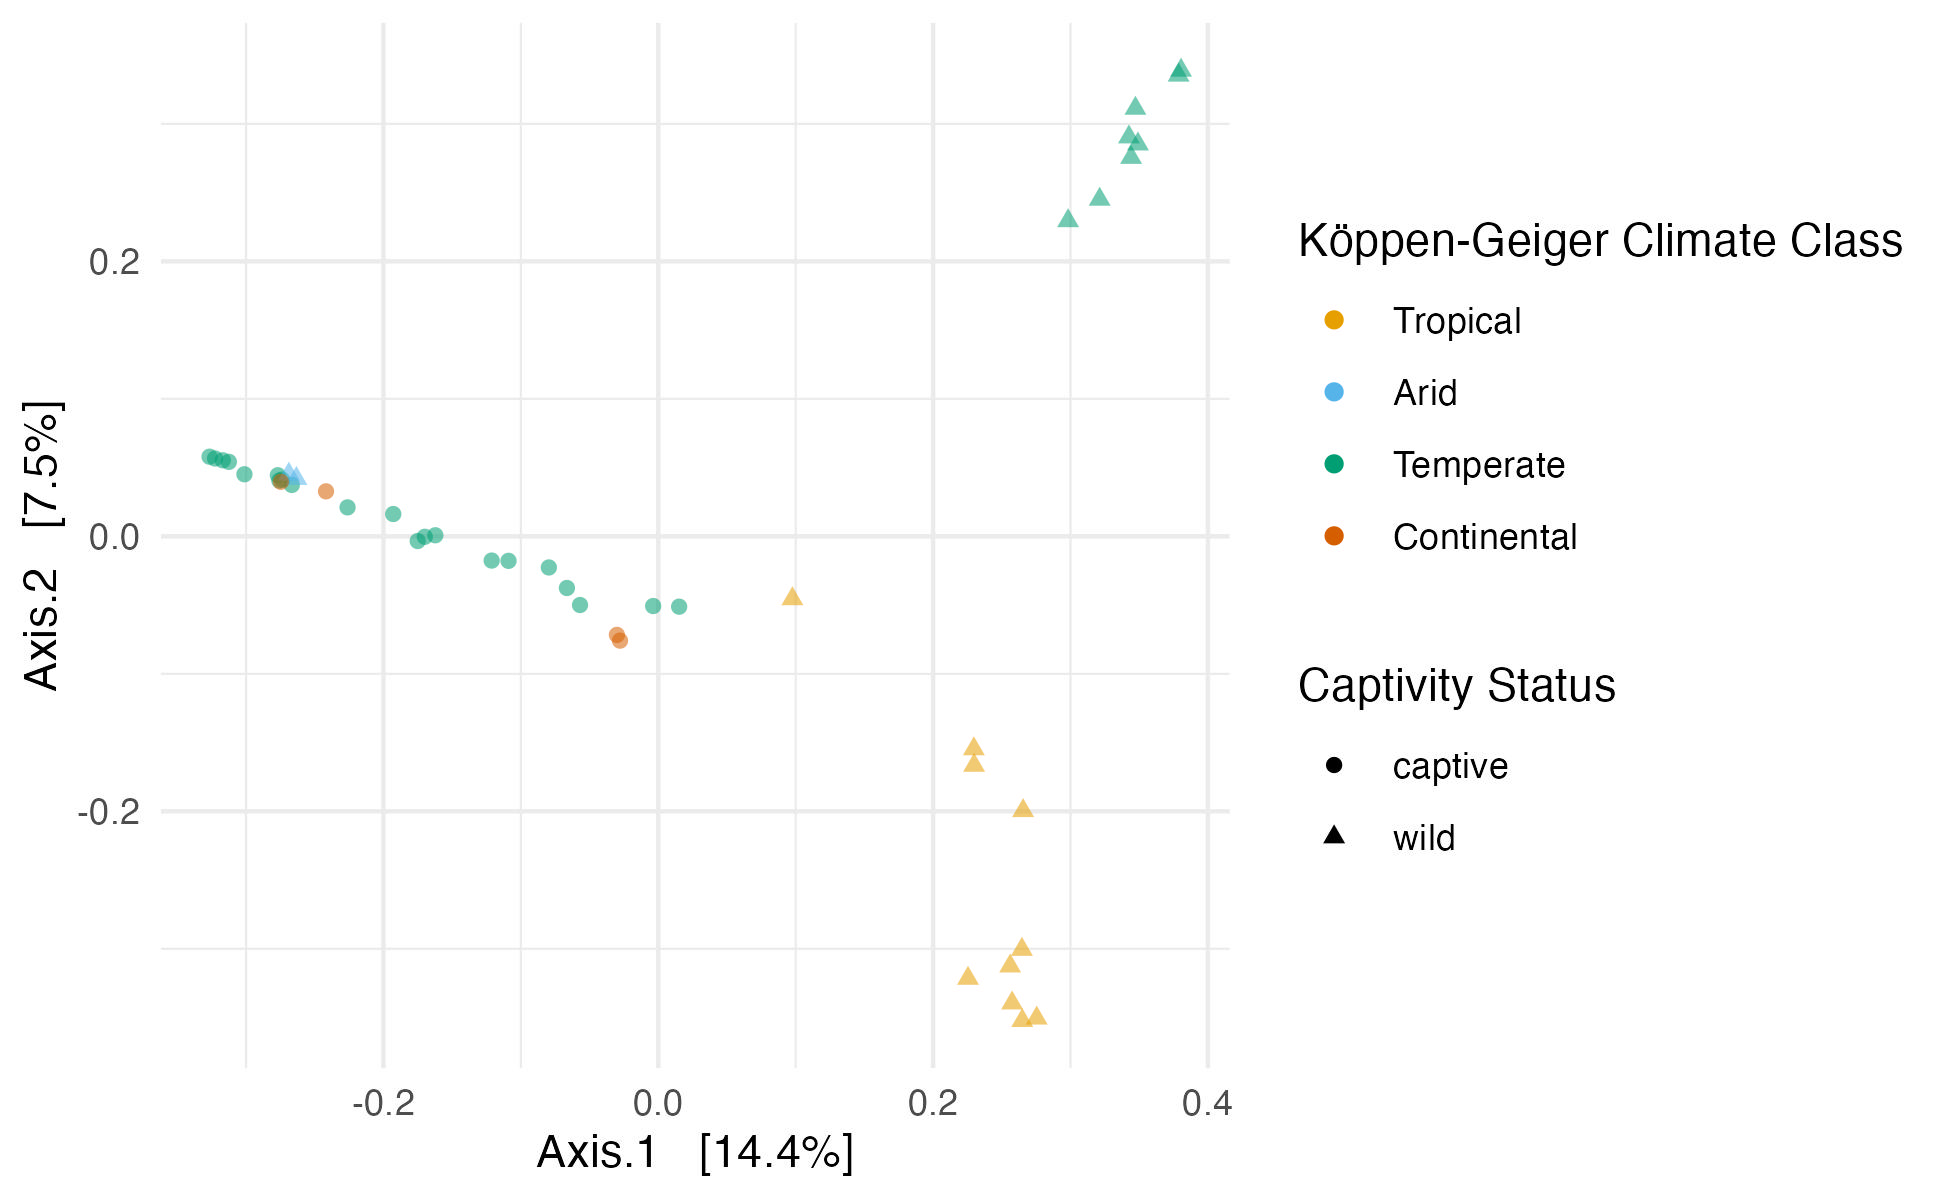 0.2
0.0
-0.2
Axis.2 [7.5%]
-0.2 0.0 0.2 0.4
Axis.1 [14.4%]
Köppen-Geiger Climate Class
Tropical
Arid
Temperate
Continental
Captivity Status
captive
wild